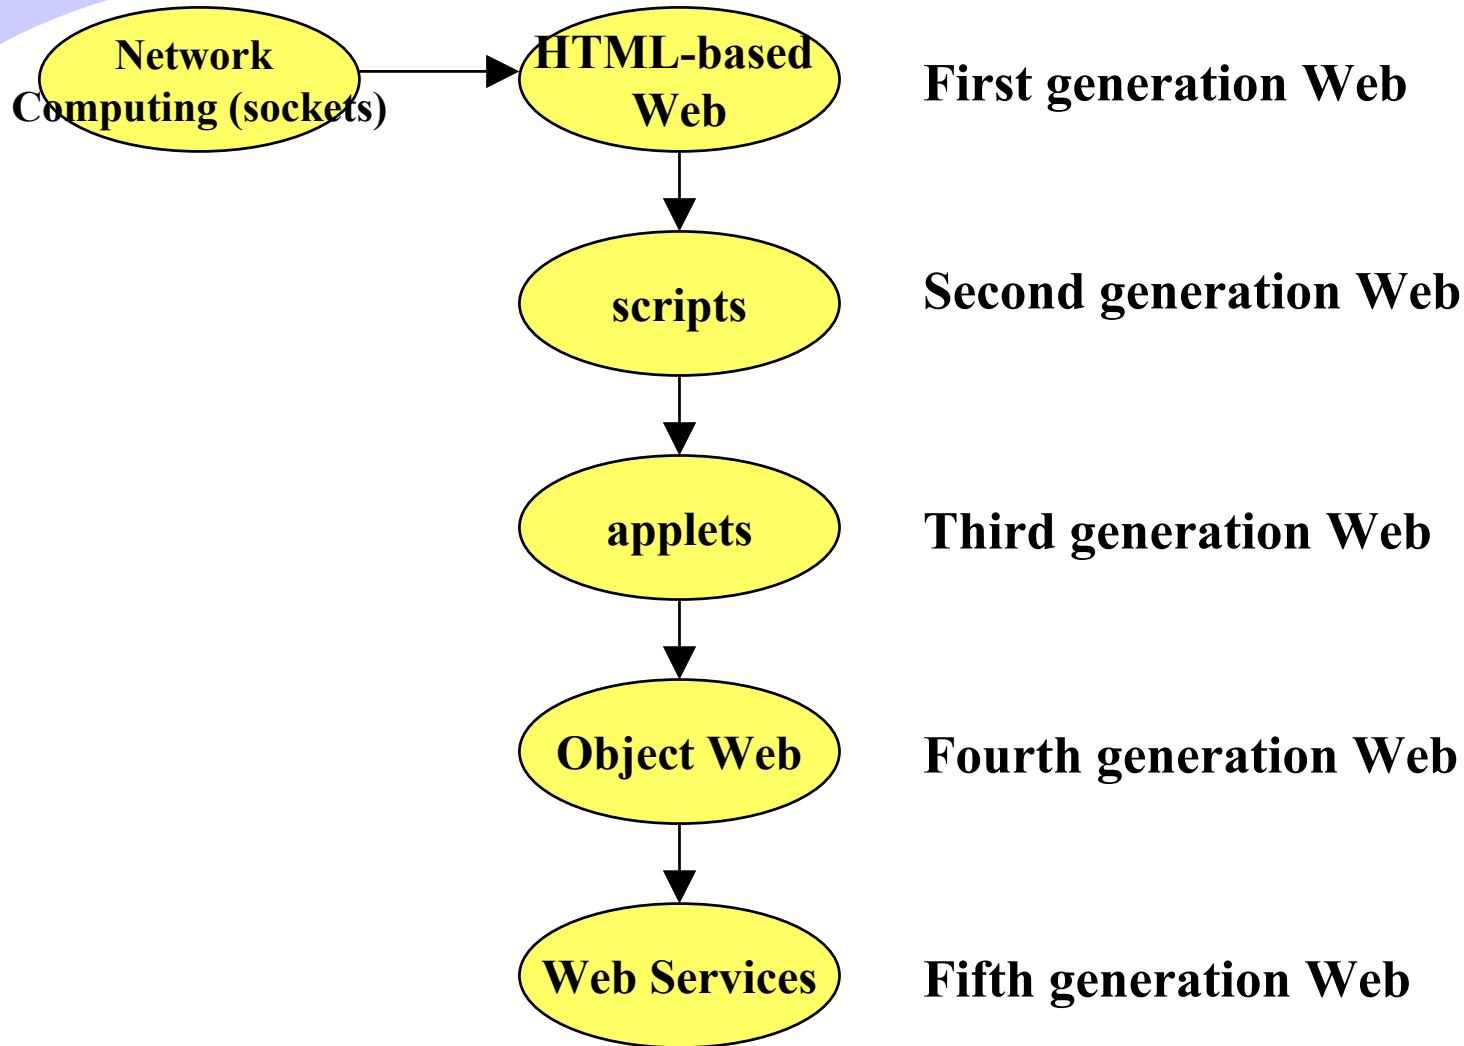 Network
Computing (sockets)
HTML-based
Web
First generation Web
scripts
Second generation Web
applets
Third generation Web
Object Web
Fourth generation Web
Web Services
Fifth generation Web